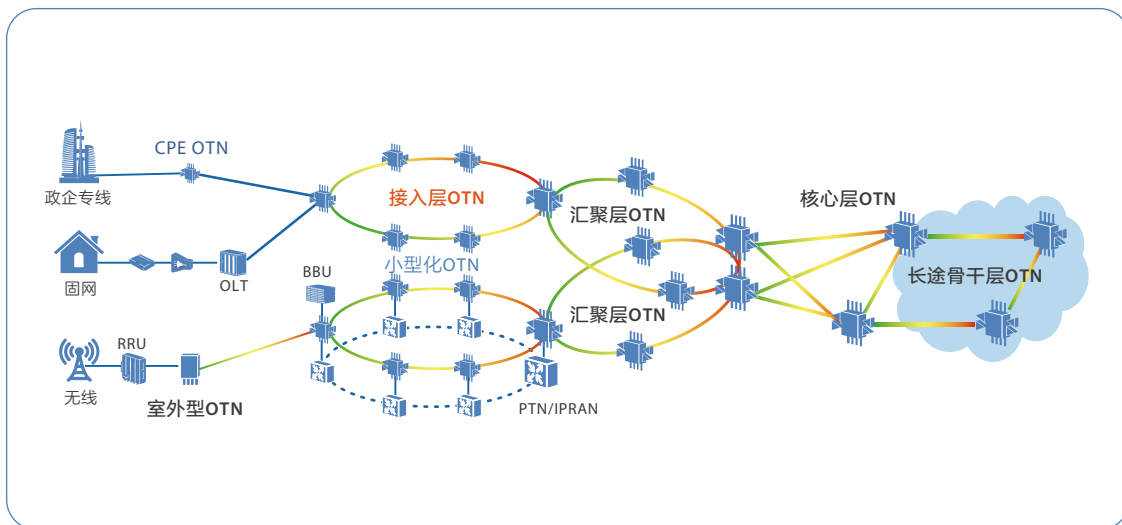 CPE OTN
政企专线
接入层OTN
汇聚层OTN
核心层OTN
小型化OTN
固网
OLT
BBU
长途骨干层OTN
汇聚层OTN
RRU
无线
室外型OTN
PTN/IPRAN